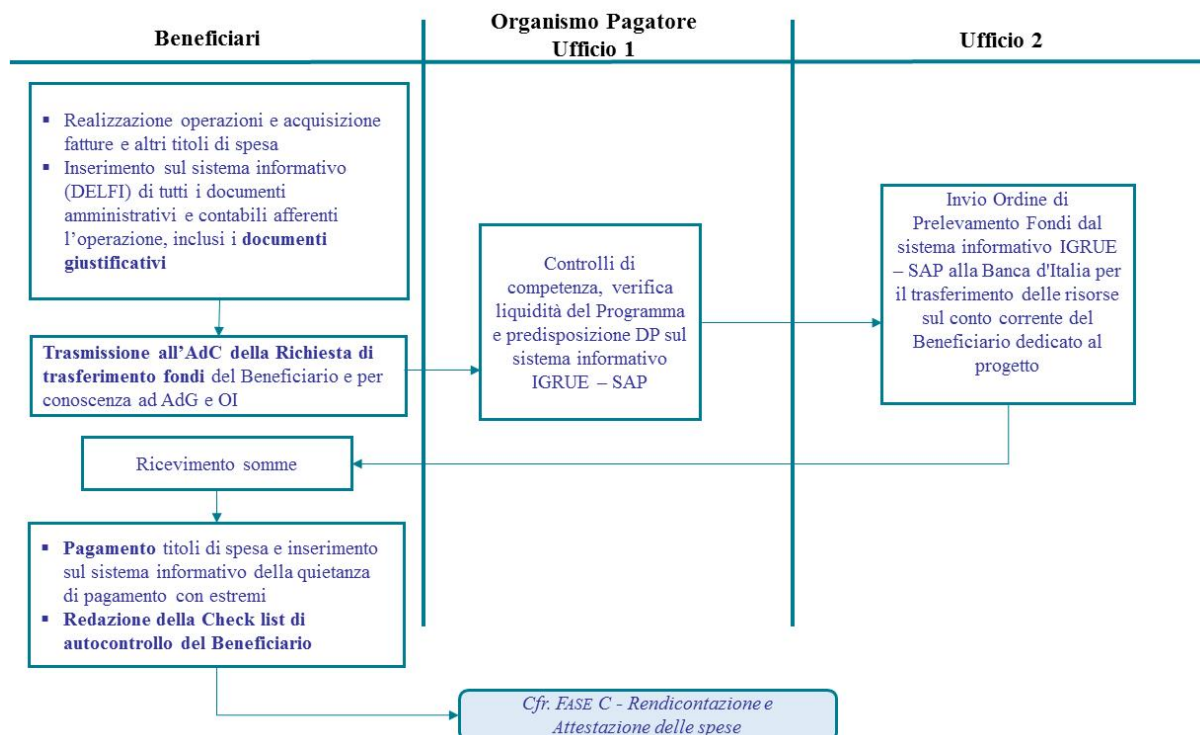 Beneficiari
Organismo Pagatore
Ufficio 1
Ufficio 2
▪ Realizzazione operazioni e acquisizione
fatture e altri titoli di spesa
▪ Inserimento sul sistema informativo
(DELFI) di tutti i documenti
amministrativi e contabili afferenti
l’operazione, inclusi i documenti
giustificativi
Trasmissione all’AdC della Richiesta di
trasferimento fondi del Beneficiario e per
conoscenza ad AdG e OI
Controlli di
competenza, verifica
liquidità del Programma
e predisposizione DP sul
sistema informativo
IGRUE – SAP
Invio Ordine di
Prelevamento Fondi dal
sistema informativo IGRUE
– SAP alla Banca d'Italia per
il trasferimento delle risorse
sul conto corrente del
Beneficiario dedicato al
progetto
Ricevimento somme
▪ Pagamento titoli di spesa e inserimento
sul sistema informativo della quietanza
di pagamento con estremi
▪ Redazione della Check list di
autocontrollo del Beneficiario
Cfr. FASE C - Rendicontazione e
Attestazione delle spese